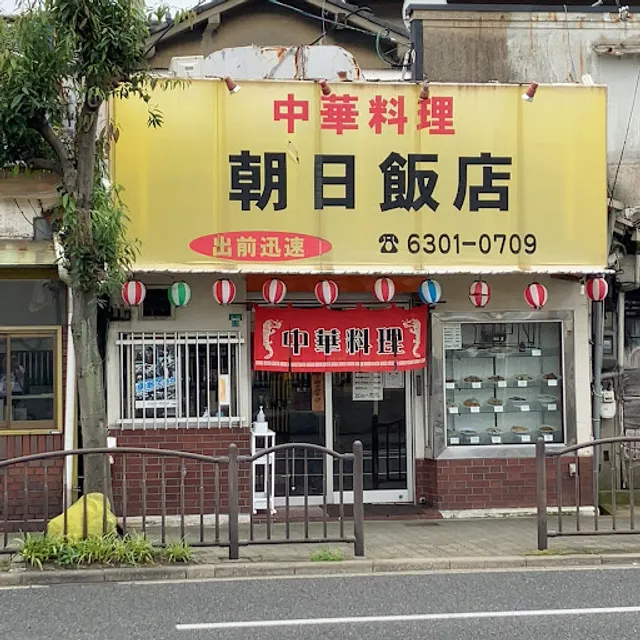 中華料理
朝日飯店
出前迅速
☎6301-0709
中華料理